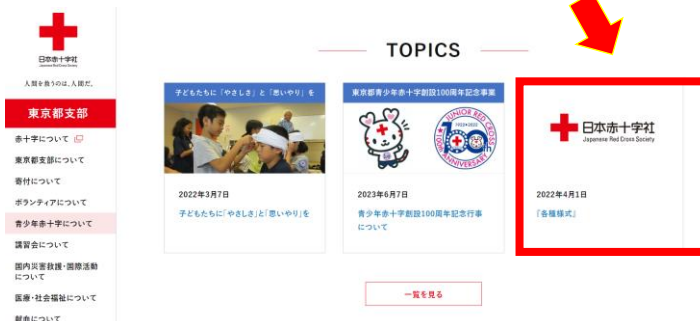 日本赤十字社
Japanese Red Cross Society
人間を救うのは、人間だ。
東京都支部
赤十字について
東京都支部について
寄付について
ボランティアについて
青少年赤十字について
講習会について
国内災害救護・国際活動
について
医療・社会福祉について
献血について
TOPICS
子どもたちに「やさしさ」と「思いやり」を
2022年3月7日
子どもたちに「やさしさ」と「思いやり」を
東京都青少年赤十字創設100周年記念事業
JUNIOR RED CROSS
100
ANNIVERSARY
2023年6月7日
青少年赤十字創設100周年記念行事
について
日本赤十字社
Japanese Red Cross Society
2022年4月1日
『各種様式』
一覧を見る